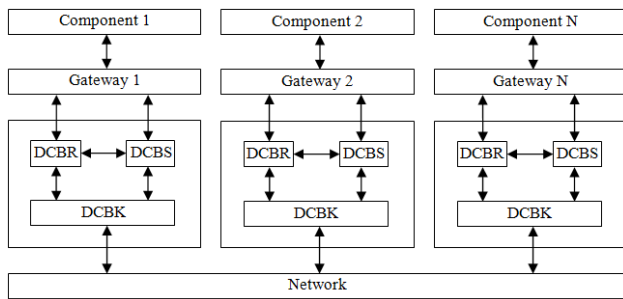 Component 1 Component 2 Component N
Gateway 1 Gateway 2 Gateway N
DCBR DCBS DCBR DCBS DCBR DCBS
DCBK DCBK DCBK
Network